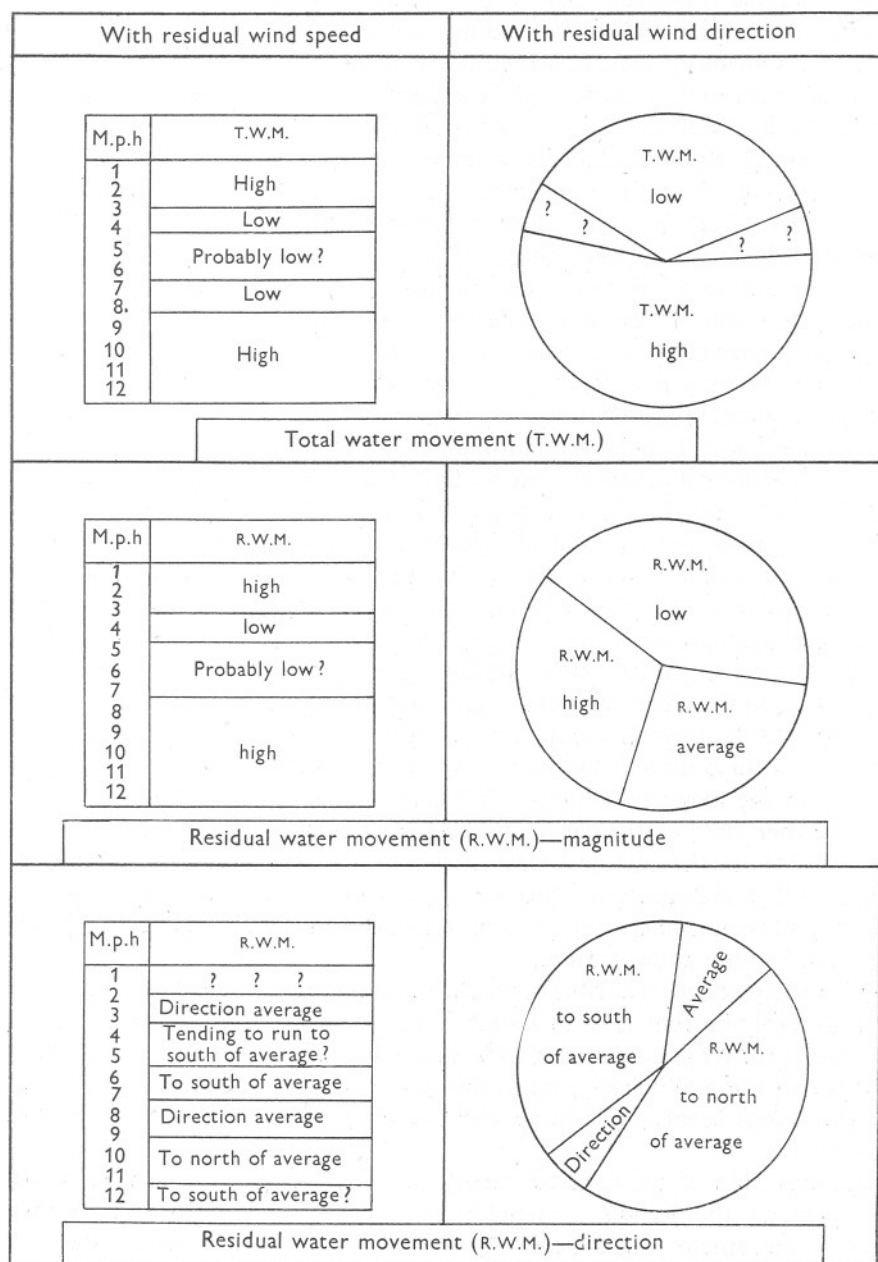 With residual wind speed
With residual wind direction
M.p.h
T.W.M.
1
2
3
4
5
6
7
8.
9
10
11
12
High
Low
Probably low ?
Low
High
T.W.M.
low
? ?
? ?
T.W.M.
high
Total water movement (T.W.M.)
M.p.h
R.W.M.
1
2
3
4
5
6
7
8
9
10
11
12
high
low
Probably low ?
high
R.W.M.
low
R.W.M.
high
R.W.M.
average
Residual water movement (R.W.M.)—magnitude
M.p.h
R.W.M.
1
2
3
4
5
6
7
8
9
10
11
12
? ? ?
Direction average
Tending to run to
south of average?
To south of average
Direction average
To north of average
To south of average?
R.W.M.
to south
of average
Average
R.W.M.
to north
of average
Direction
Residual water movement (R.W.M.)—direction